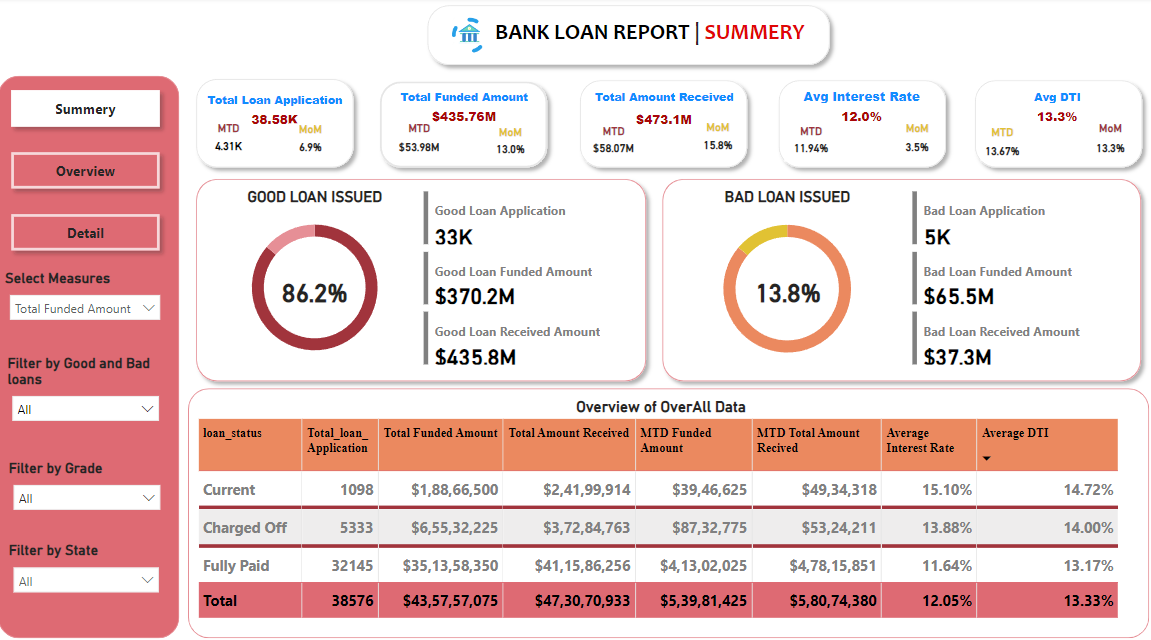 BANK LOAN REPORT | SUMMERY
Summery
Overview
Detail
Select Measures
Total Funded Amount
Filter by Good and Bad
loans
All
Filter by Grade
All
Filter by State
All
Total Loan Application
38.58K
MTD
MoM
4.31K
6.9%
Total Funded Amount
$435.76M
MTD
MoM
$53.98M
13.0%
Total Amount Received
$473.1M
MTD
MoM
$58.07M
15.8%
Avg Interest Rate
12.0%
MTD
MoM
11.94%
3.5%
Avg DTI
13.3%
MTD
MoM
13.67%
13.3%
GOOD LOAN ISSUED
86.2%
Good Loan Application
33K
Good Loan Funded Amount
$370.2M
Good Loan Received Amount
$435.8M
BAD LOAN ISSUED
13.8%
Bad Loan Application
5K
Bad Loan Funded Amount
$65.5M
Bad Loan Received Amount
$37.3M
Overview of OverAll Data
loan_status Total_loan_ Total Funded Amount Total Amount Received MTD Funded MTD Total Amount Average Average DTI
Application Amount Recived Interest Rate
Current 1098 $1,88,66,500 $2,41,99,914 $39,46,625 $49,34,318 15.10% 14.72%
Charged Off 5333 $6,55,32,225 $3,72,84,763 $87,32,775 $53,24,211 13.88% 14.00%
Fully Paid 32145 $35,13,58,350 $41,15,86,256 $4,13,02,025 $4,78,15,851 11.64% 13.17%
Total 38576 $43,57,57,075 $47,30,70,933 $5,39,81,425 $5,80,74,380 12.05% 13.33%